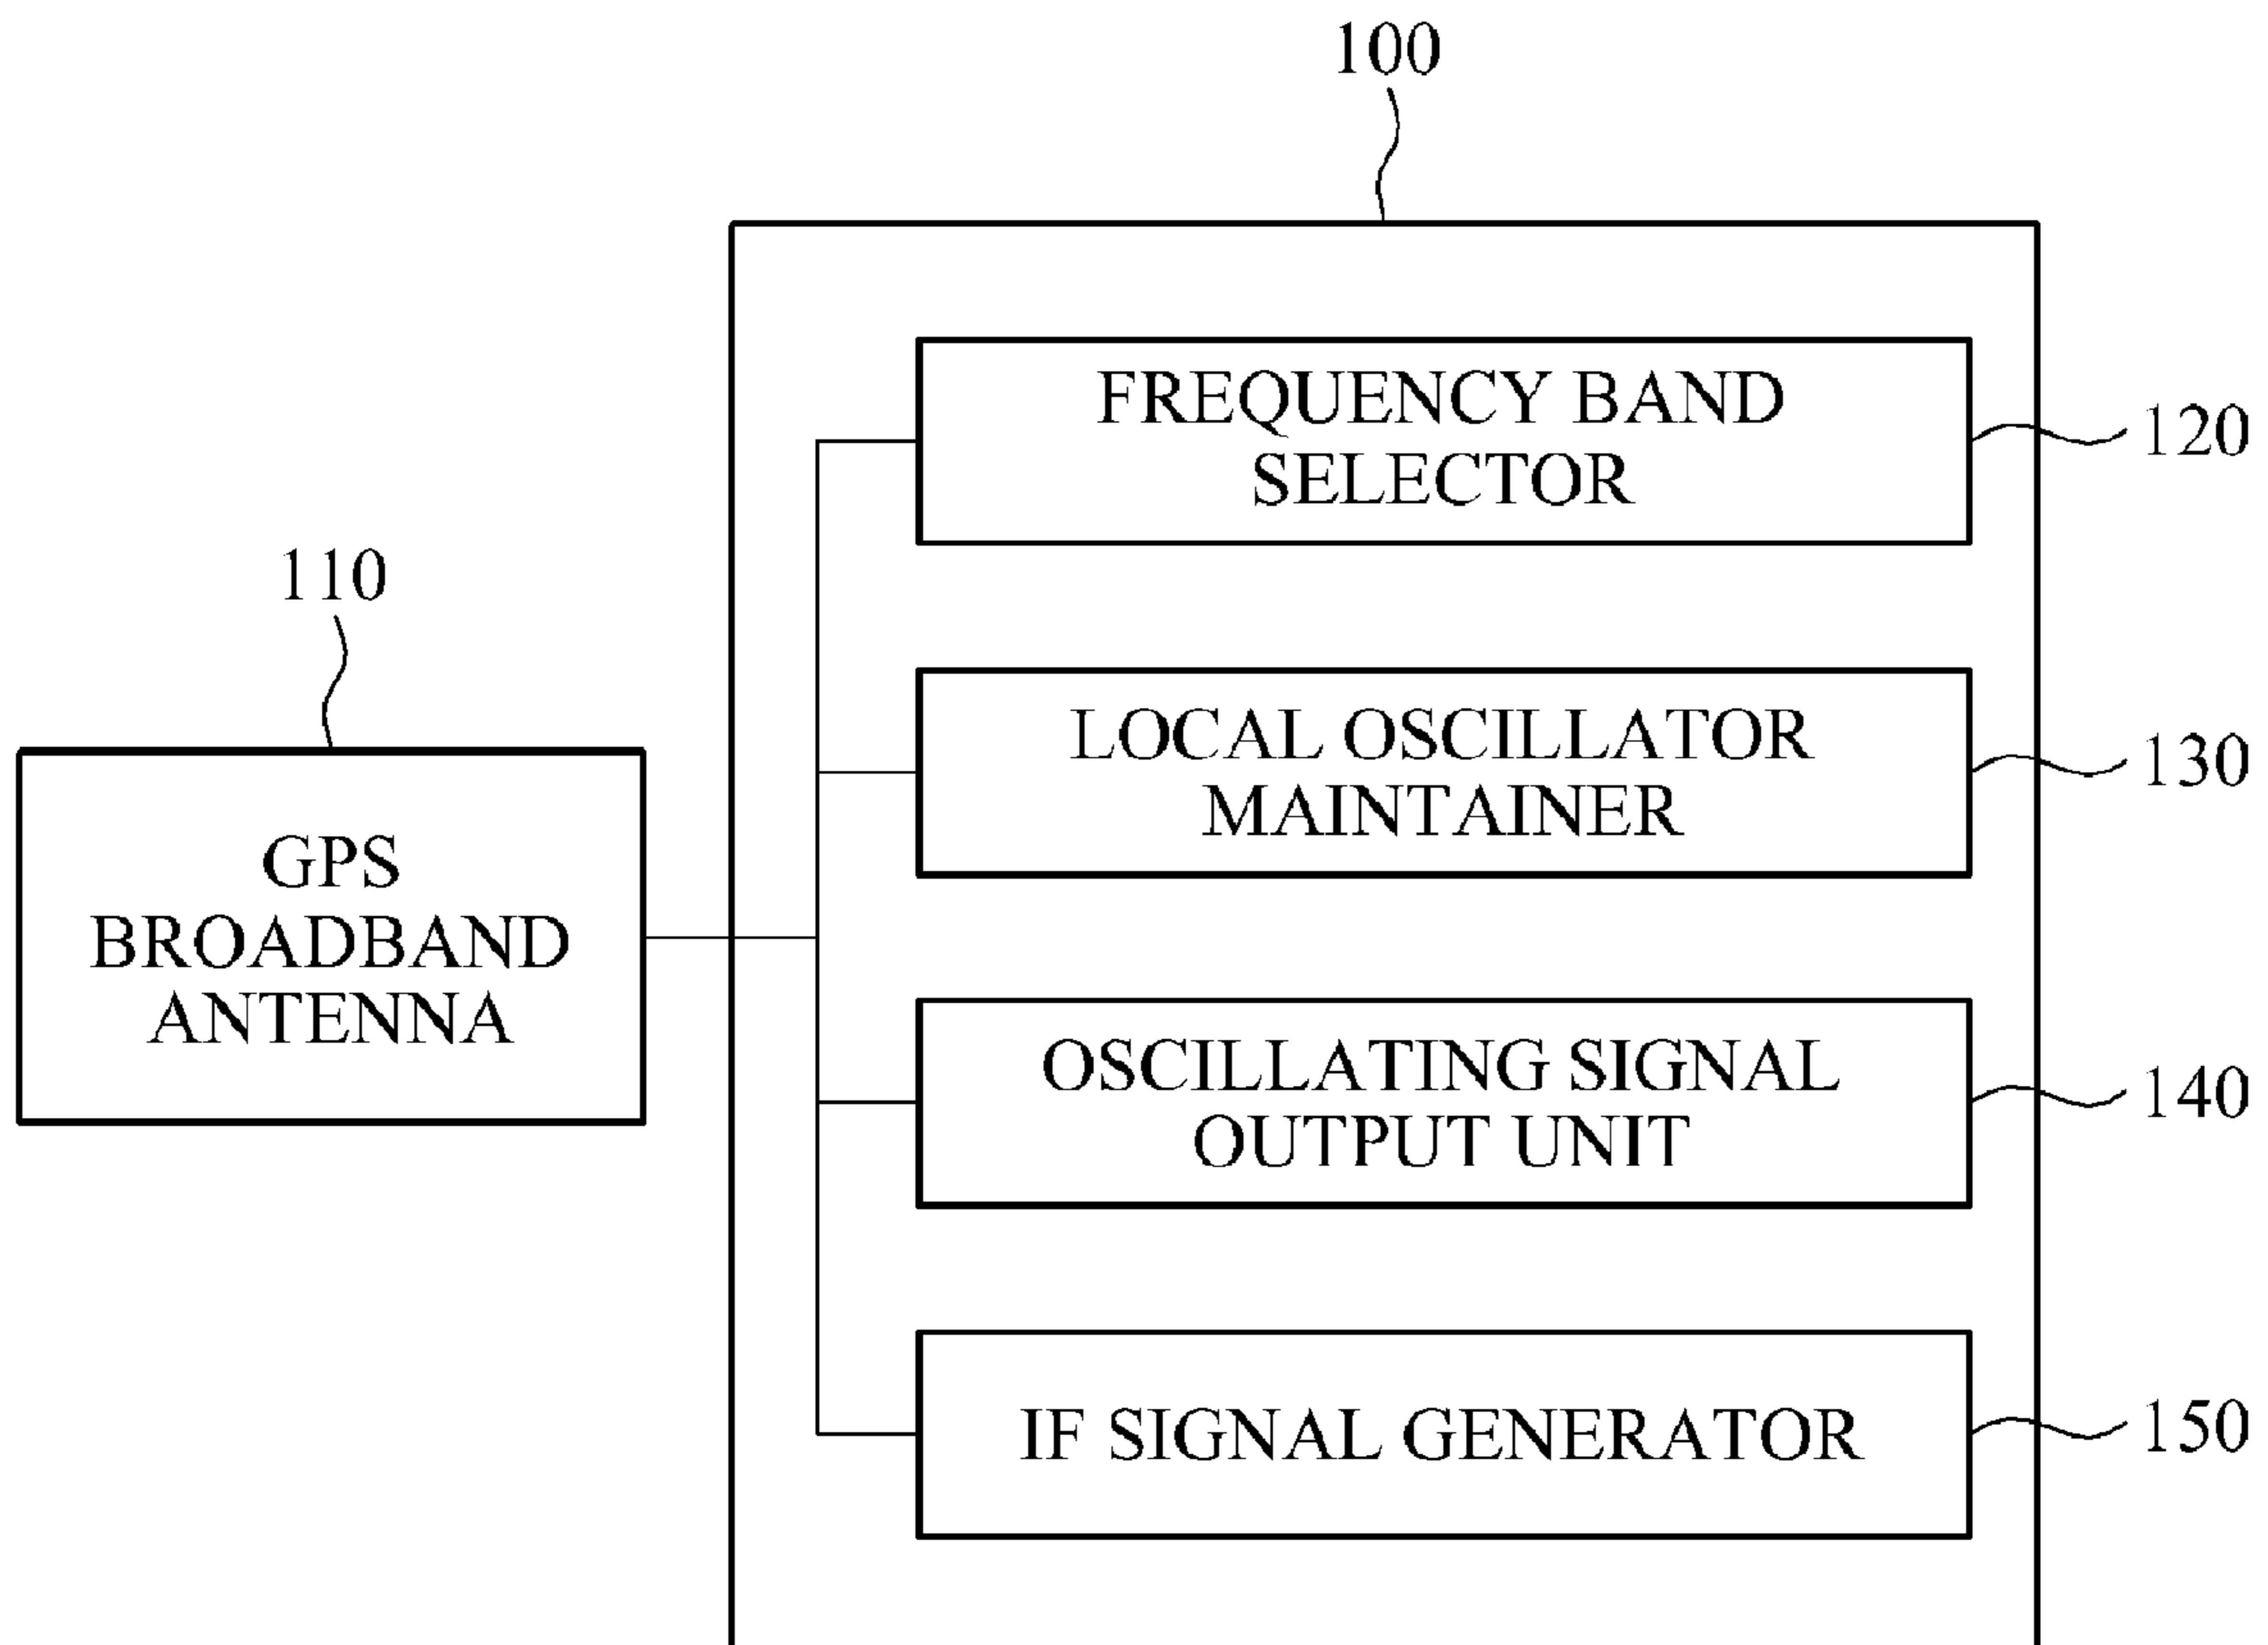 100
FREQUENCY BAND
SELECTOR
120
110
LOCAL OSCILLATOR
MAINTAINER
130
GPS
BROADBAND
ANTENNA
OSCILLATING SIGNAL
OUTPUT UNIT
140
IF SIGNAL GENERATOR
150